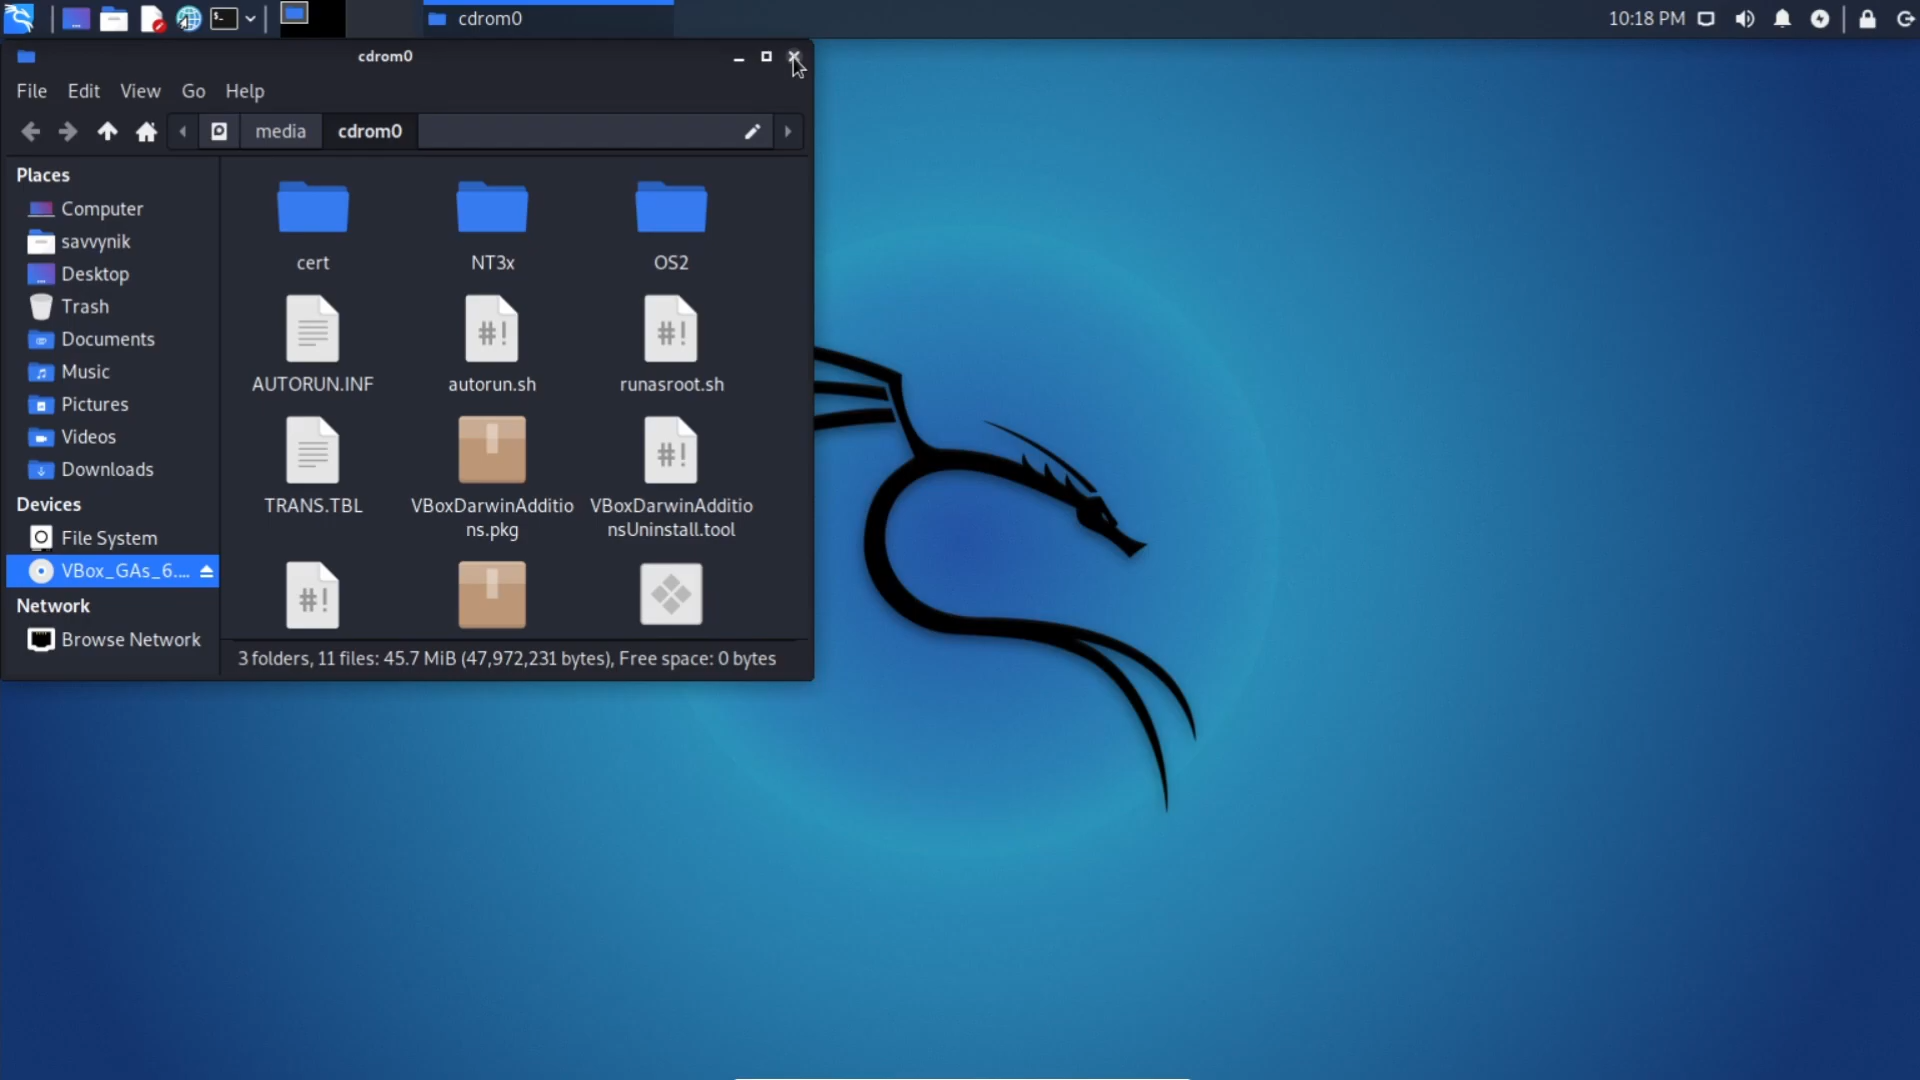 cdrom0
10:18 PM
cdrom0
File Edit View Go Help
media cdrom0
Places
Computer
savvynik
Desktop
Trash
Documents
Music
Pictures
Videos
Downloads
Devices
File System
VBox_GAs_6....
Network
Browse Network
cert NT3x OS2
AUTORUN.INF autorun.sh runasroot.sh
TRANS.TBL VBoxDarwinAdditio VBoxDarwinAdditio
ns.pkg nsUninstall.tool
3 folders, 11 files: 45.7 MiB (47,972,231 bytes), Free space: 0 bytes